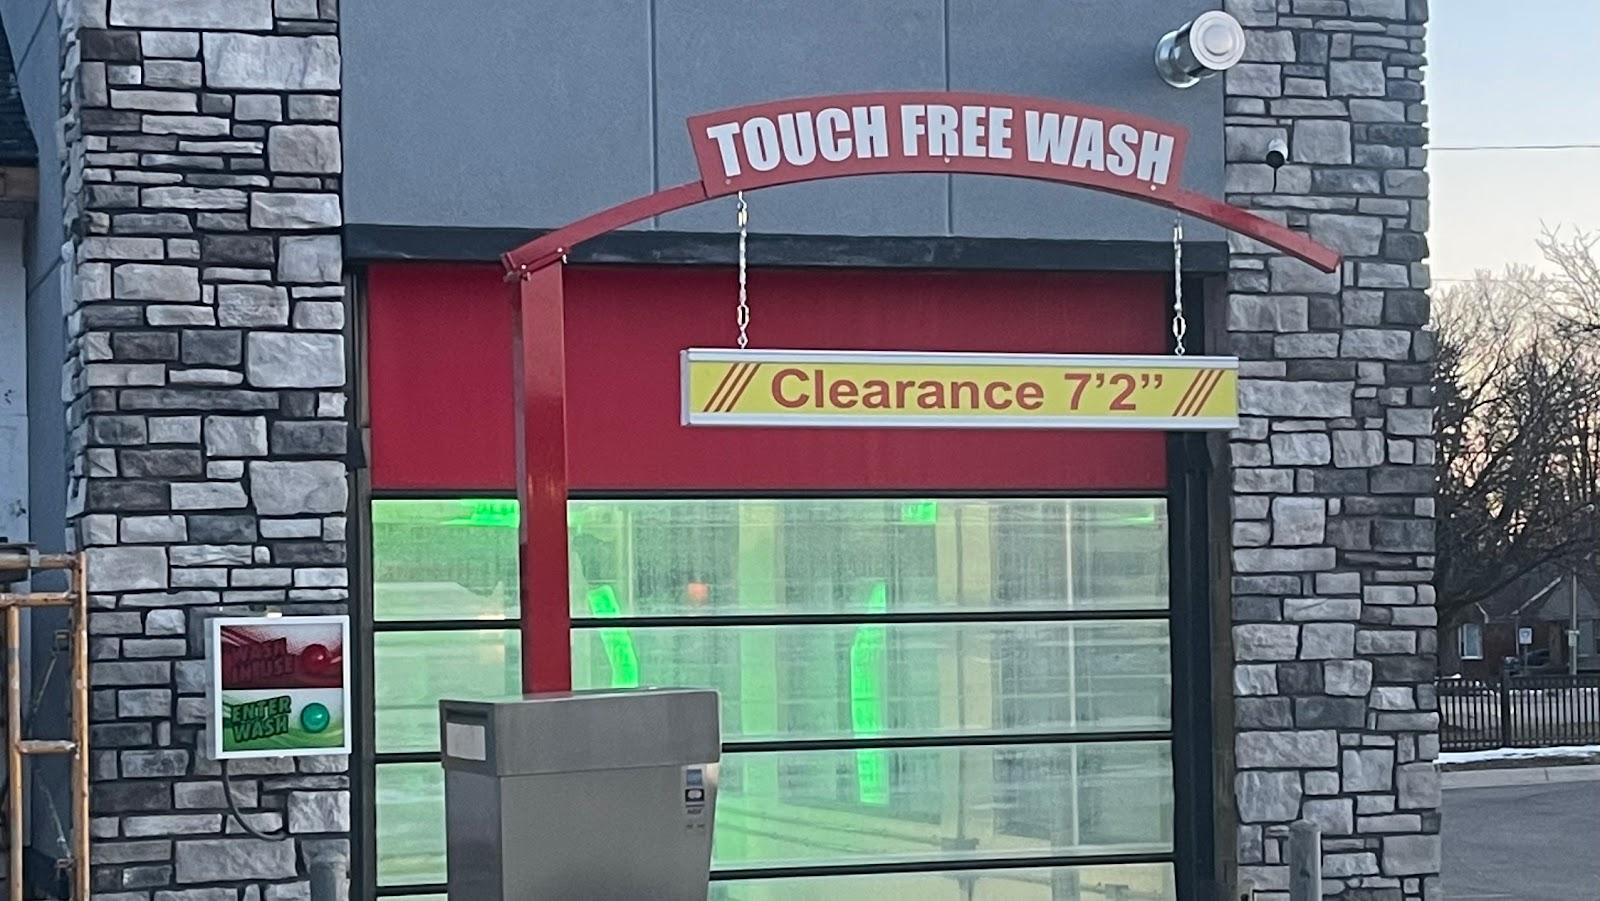 TOUCH FREE WASH
Clearance 7’2”
WASH
IN USE
ENTER
WASH